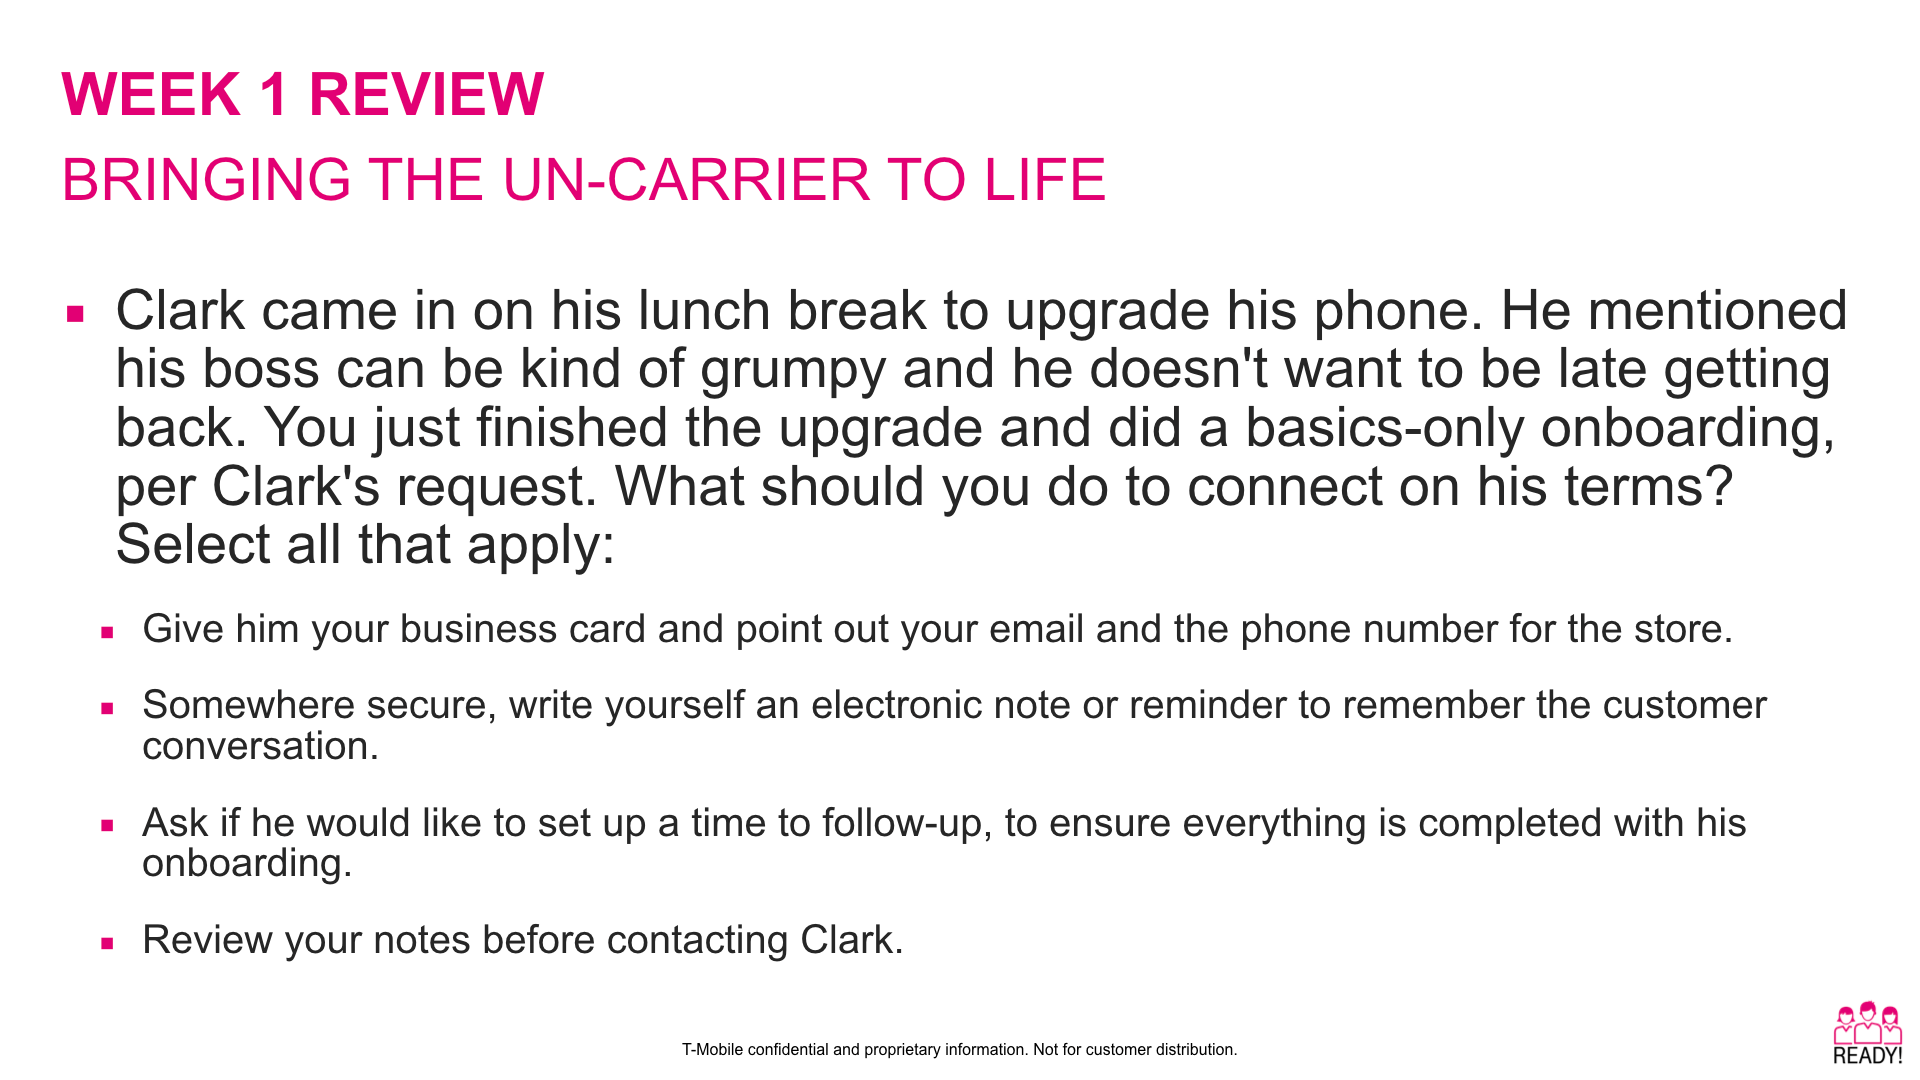 WEEK 1 REVIEW
BRINGING THE UN-CARRIER TO LIFE
▪ Clark came in on his lunch break to upgrade his phone. He mentioned
his boss can be kind of grumpy and he doesn't want to be late getting
back. You just finished the upgrade and did a basics-only onboarding,
per Clark's request. What should you do to connect on his terms?
Select all that apply:
▪ Give him your business card and point out your email and the phone number for the store.
▪ Somewhere secure, write yourself an electronic note or reminder to remember the customer
conversation.
▪ Ask if he would like to set up a time to follow-up, to ensure everything is completed with his
onboarding.
▪ Review your notes before contacting Clark.
T-Mobile confidential and proprietary information. Not for customer distribution.
READY!